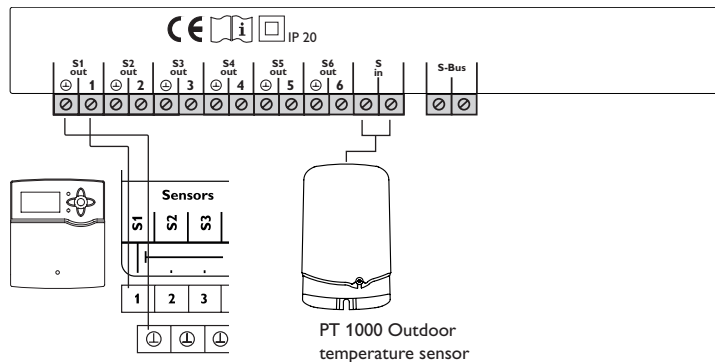 CE i IP 20
S1 out S2 out S3 out S4 out S5 out S6 out S in S-Bus
1 2 3 4 5 6
Sensors
S1 S2 S3
1 2 3
PT 1000 Outdoor
temperature sensor